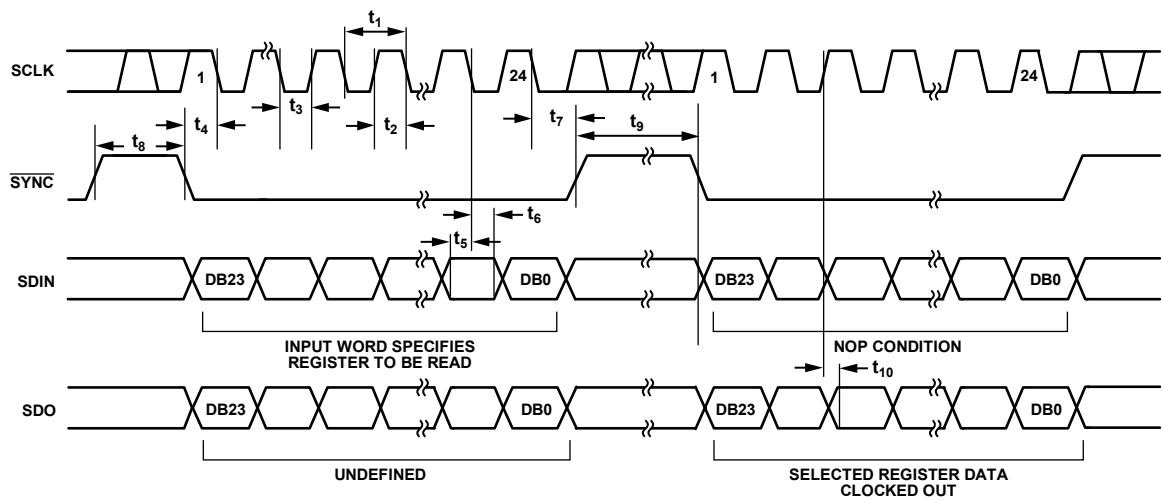 t1
SCLK
1
24
1
24
t3
t2
t4
t7
t9
t8
SYNC
t6
t5
SDIN
DB23
DB0
DB23
DB0
INPUT WORD SPECIFIES
REGISTER TO BE READ
NOP CONDITION
t10
SDO
DB23
DB0
DB23
DB0
UNDEFINED
SELECTED REGISTER DATA
CLOCKED OUT